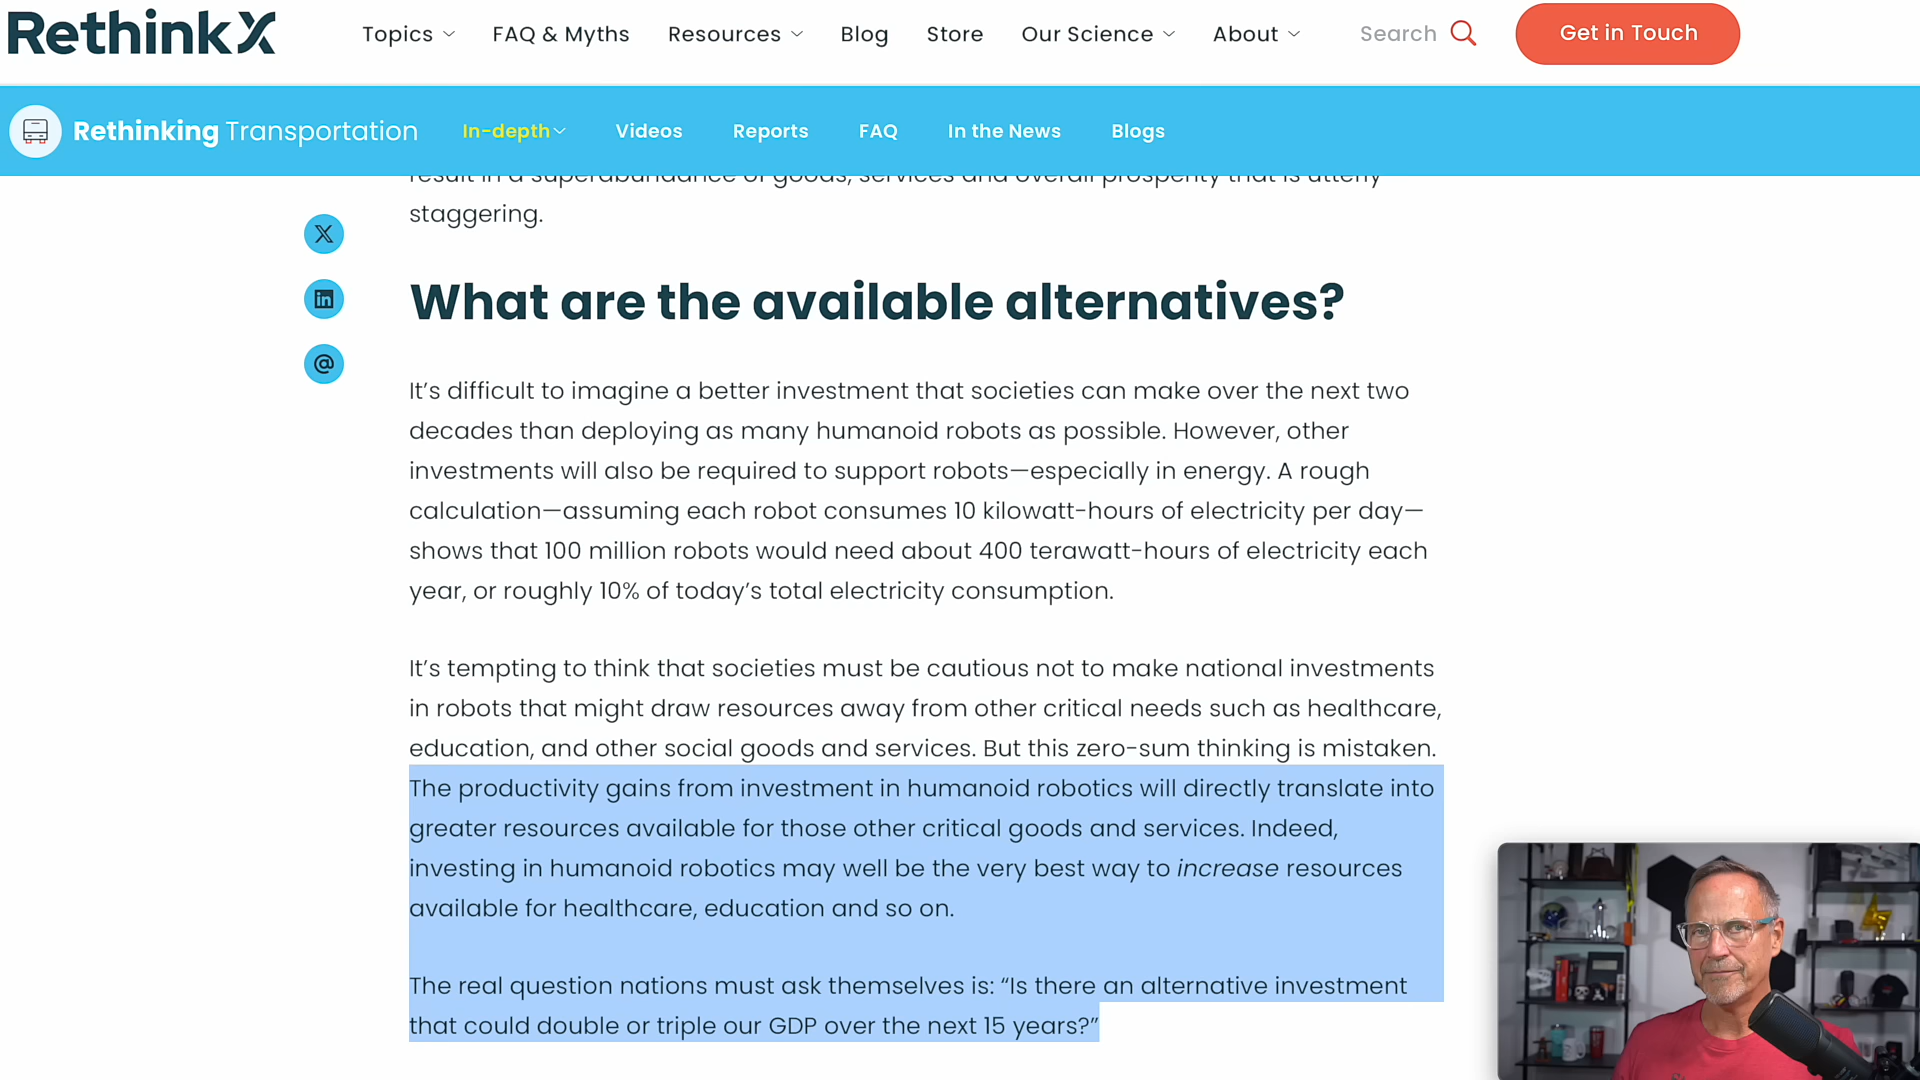 RethinkX
Topics
FAQ & Myths
Resources
Blog
Store
Our Science
About
Search
Get in Touch
Rethinking Transportation
In-depth
Videos
Reports
FAQ
In the News
Blogs
result in a superabundance of goods, services and overall prosperity that is utterly
staggering.
What are the available alternatives?
It’s difficult to imagine a better investment that societies can make over the next two
decades than deploying as many humanoid robots as possible. However, other
investments will also be required to support robots—especially in energy. A rough
calculation—assuming each robot consumes 10 kilowatt-hours of electricity per day—
shows that 100 million robots would need about 400 terawatt-hours of electricity each
year, or roughly 10% of today’s total electricity consumption.
It’s tempting to think that societies must be cautious not to make national investments
in robots that might draw resources away from other critical needs such as healthcare,
education, and other social goods and services. But this zero-sum thinking is mistaken.
The productivity gains from investment in humanoid robotics will directly translate into
greater resources available for those other critical goods and services. Indeed,
investing in humanoid robotics may well be the very best way to increase resources
available for healthcare, education and so on.
The real question nations must ask themselves is: “Is there an alternative investment
that could double or triple our GDP over the next 15 years?”